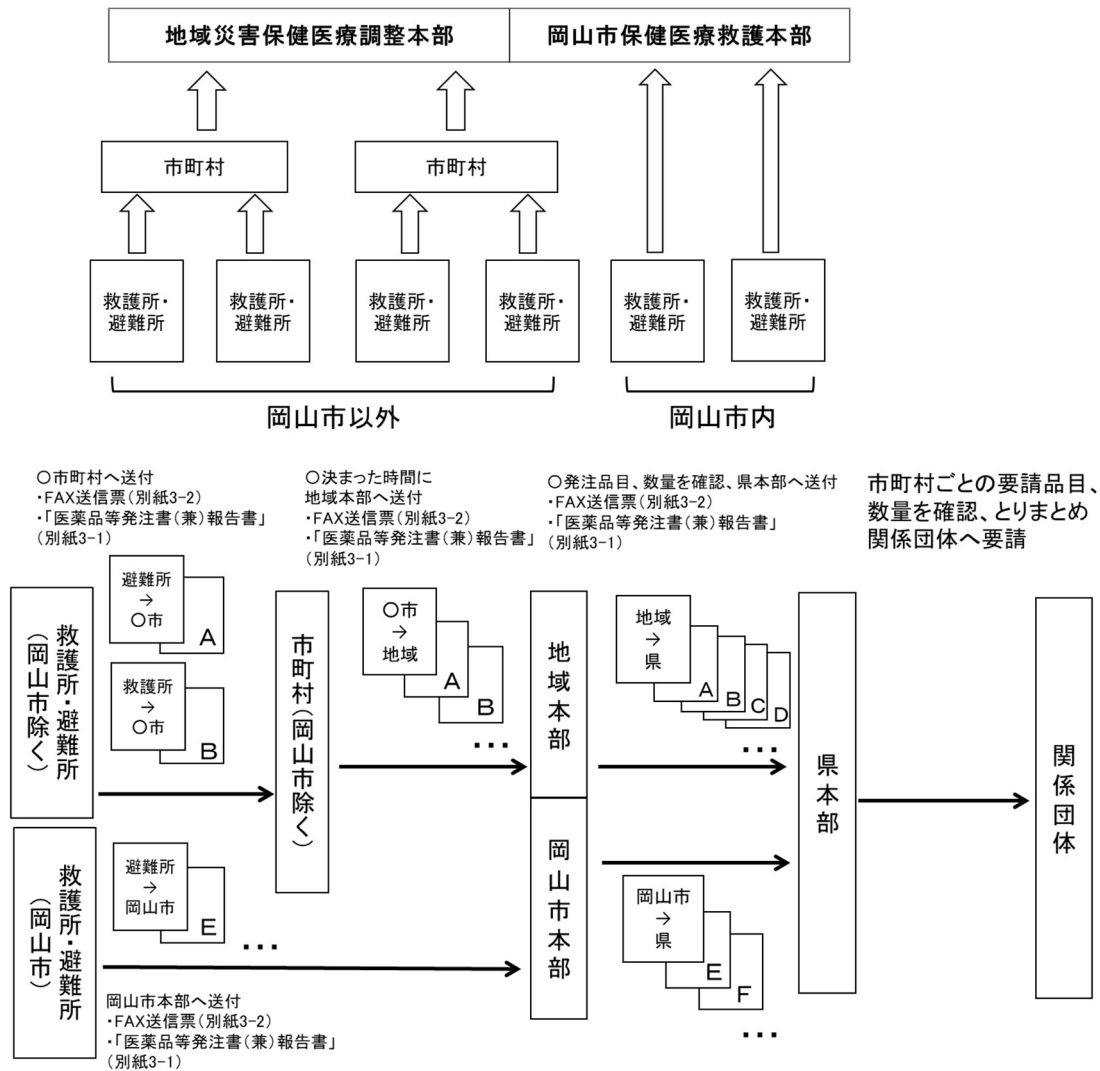 地域災害保健医療調整本部
岡山市保健医療救護本部
市町村
市町村
救護所・
避難所
救護所・
避難所
救護所・
避難所
救護所・
避難所
救護所・
避難所
救護所・
避難所
岡山市以外
岡山市内
〇市町村へ送付
・FAX送信票(別紙3-2)
・「医薬品等発注書(兼)報告書」
(別紙3-1)
〇決まった時間に
地域本部へ送付
・FAX送信票(別紙3-2)
・「医薬品等発注書(兼)報告書」
(別紙3-1)
〇発注品目、数量を確認、県本部へ送付
・FAX送信票(別紙3-2)
・「医薬品等発注書(兼)報告書」
(別紙3-1)
市町村ごとの要請品目、
数量を確認、とりまとめ
関係団体へ要請
救護所・避難所
(岡山市除く)
避難所
→
〇市
A
救護所
→
〇市
B
市町村(岡山市除く)
〇市
→
地域
A
B
…
地域本部
地域
→
県
A
B
C
D
…
県本部
関係団体
救護所・避難所
(岡山市)
避難所
→
岡山市
E
…
岡山市本部
岡山市
→
県
E
F
…
岡山市本部へ送付
・FAX送信票(別紙3-2)
・「医薬品等発注書(兼)報告書」
(別紙3-1)